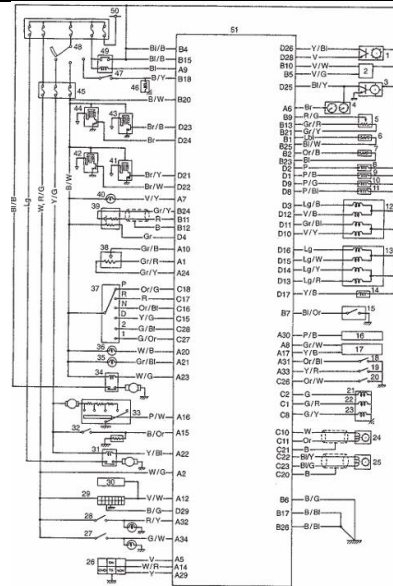 50
51
Bl/B B4
49 Bl/B B15
Bl A9
48 47 B/Y B18
46
45 B/W B20
44 43
Br/B D23
Br D24
42 41
Br/Y D21
Br/W D22
40 V/Y A7
Gr/Y B24
39 R B11
B B12
Gr D4
38 Gr/B A10
Gr/R A1
Gr/Y A24
37 P Or/G C18
R R C17
N Or/Bl C16
D Y/G C15
2 G/Bl C28
1 G/Or C27
36 W/B A20
35 Gr/Bl A21
34 W/G A23
33 P/W A16
32 B/Or A15
31 Y/Bl A22
W/G A2
30
29 V/W A12
B/G D29
28 R/Y A32
27 G/W A34
26 V A5
W/R A14
Y A29
Bl/B
Lg
W, R/G
Y/G
B/W
D26 Y/Bl 1
D28 V
B10 V/W 2
B5 V/G
D25 Bl/Y 3
A6 Br 4
B9 R/G 5
B13 Gr/R
B21 Gr/Y
B1 Lbl 6
B25 Bl/W
B2 Or/B 7
B23 Bl
D2 P 8
D1 P/B 9
D9 P/G 10
D8 P/Bl 11
D3 Lg/B 12
D12 V/B
D11 Gr/Bl
D10 V/Y
D16 Lg 13
D15 Lg/W
D14 Lg/Y
D13 Lg/R
D17 Y/B 14
B7 Bl/Or 15
A30 P/B 16
A8 Gr/W 17
A17 Y/B
A31 Or/Bl 18
A33 Y/R 19
C26 Or/W 20
C2 G 21
C1 G/R 22
C8 G/Y 23
C10 W 24
C11 Or
C21 B
C22 Bl/Y 25
C23 Bl/G
C20 B
B6 B/G
B17 B/Bl
B26 B/Bl